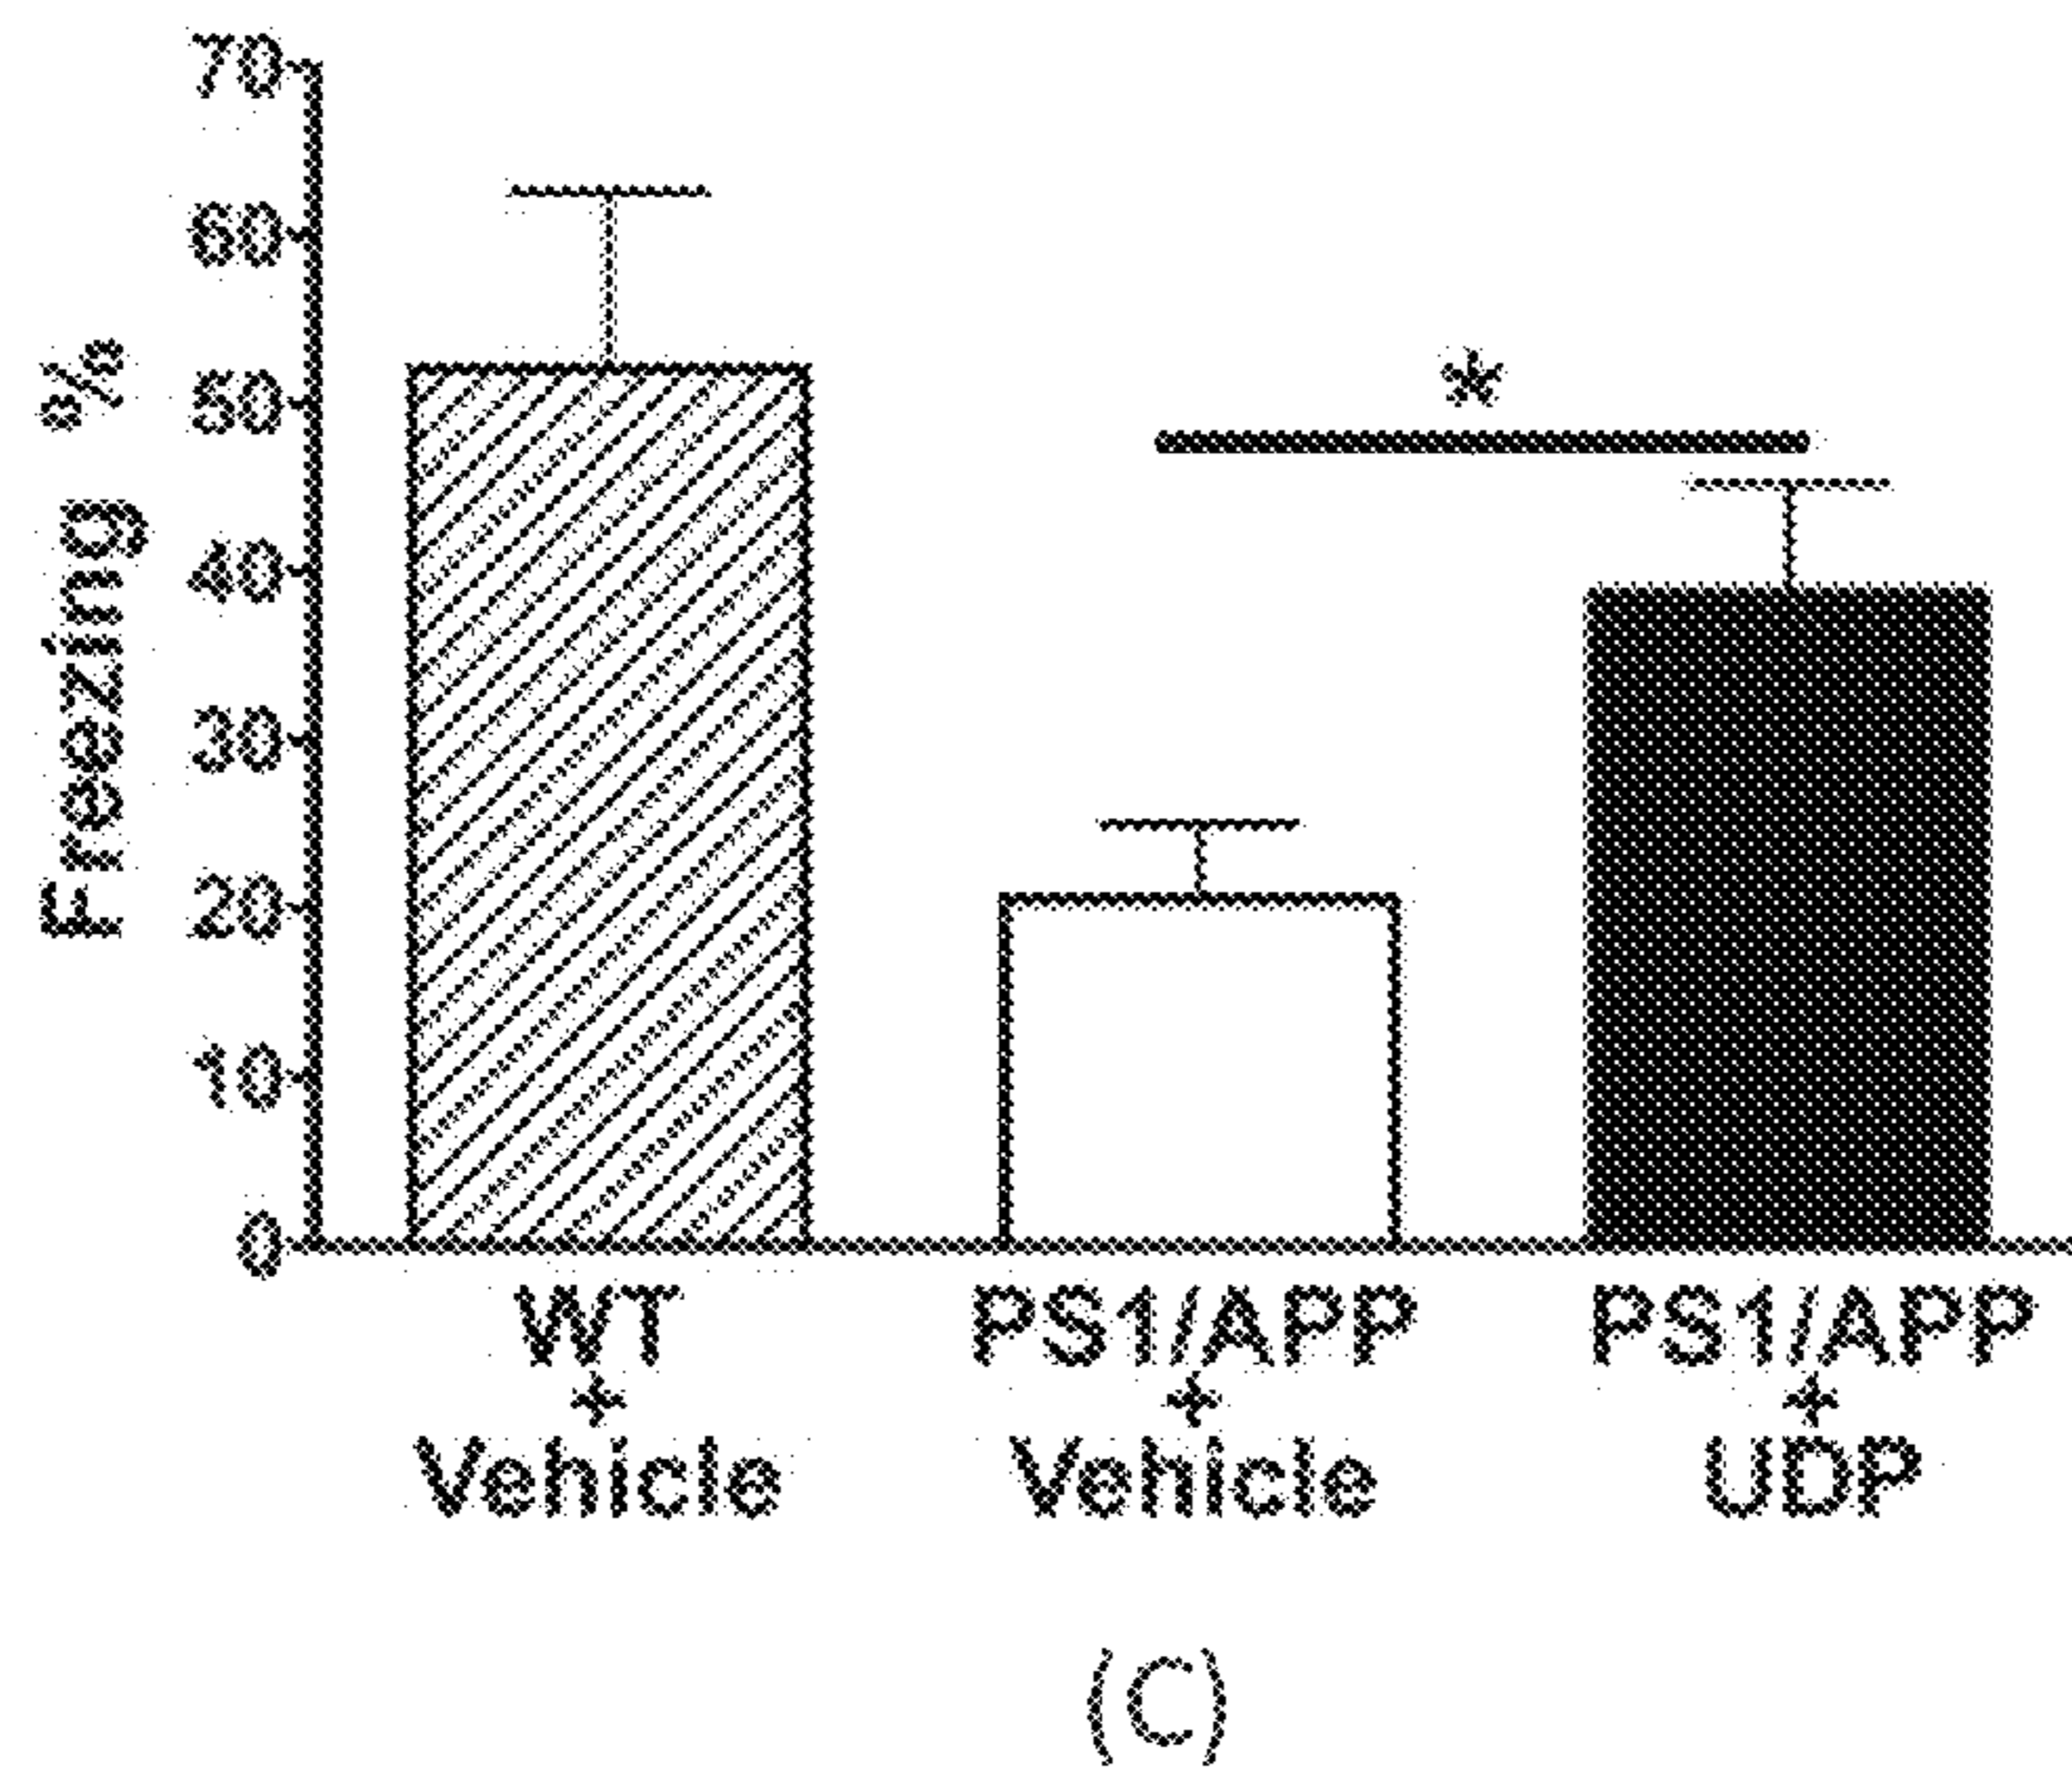 Freezing %
70
60
50
40
30
20
10
0
*
WT
+
Vehicle
PS1/APP
+
Vehicle
PS1/APP
+
UDP
(C)